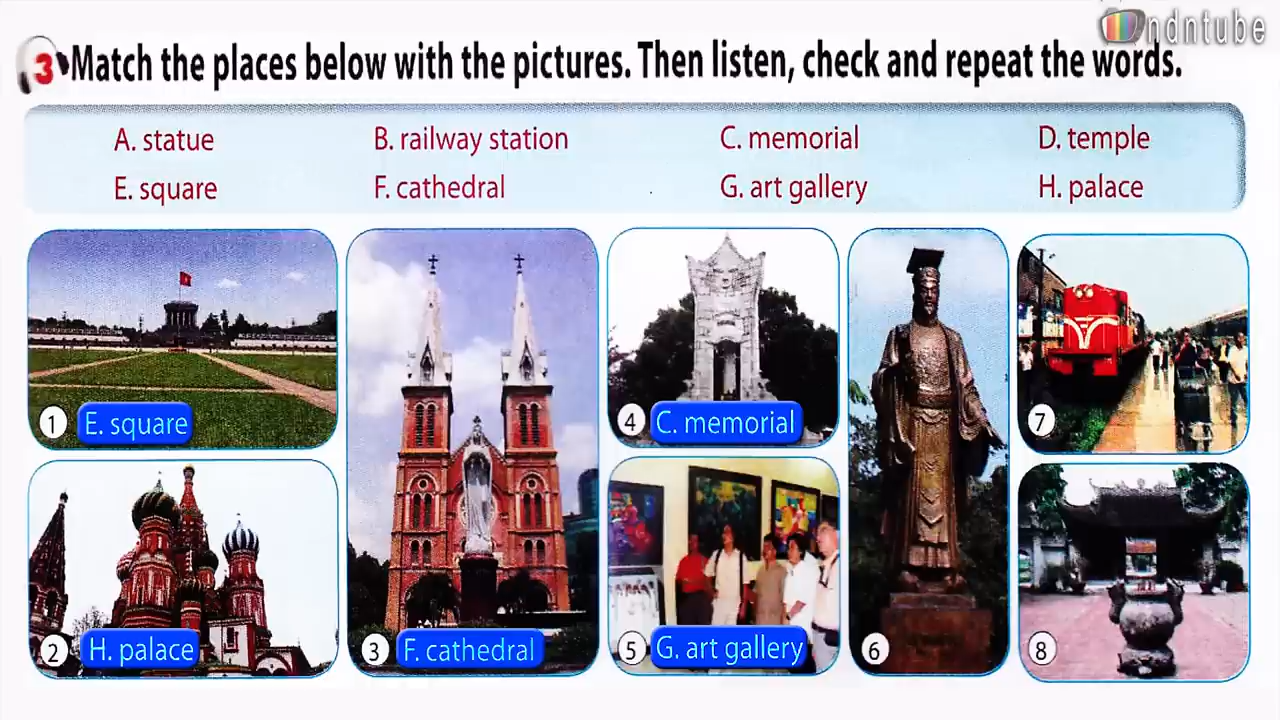 ndntube
3 Match the places below with the pictures. Then listen, check and repeat the words.
A. statue B. railway station C. memorial D. temple
E. square F. cathedral G. art gallery H. palace
1 E. square
2 H. palace
3 F. cathedral
4 C. memorial
5 G. art gallery
6
7
8